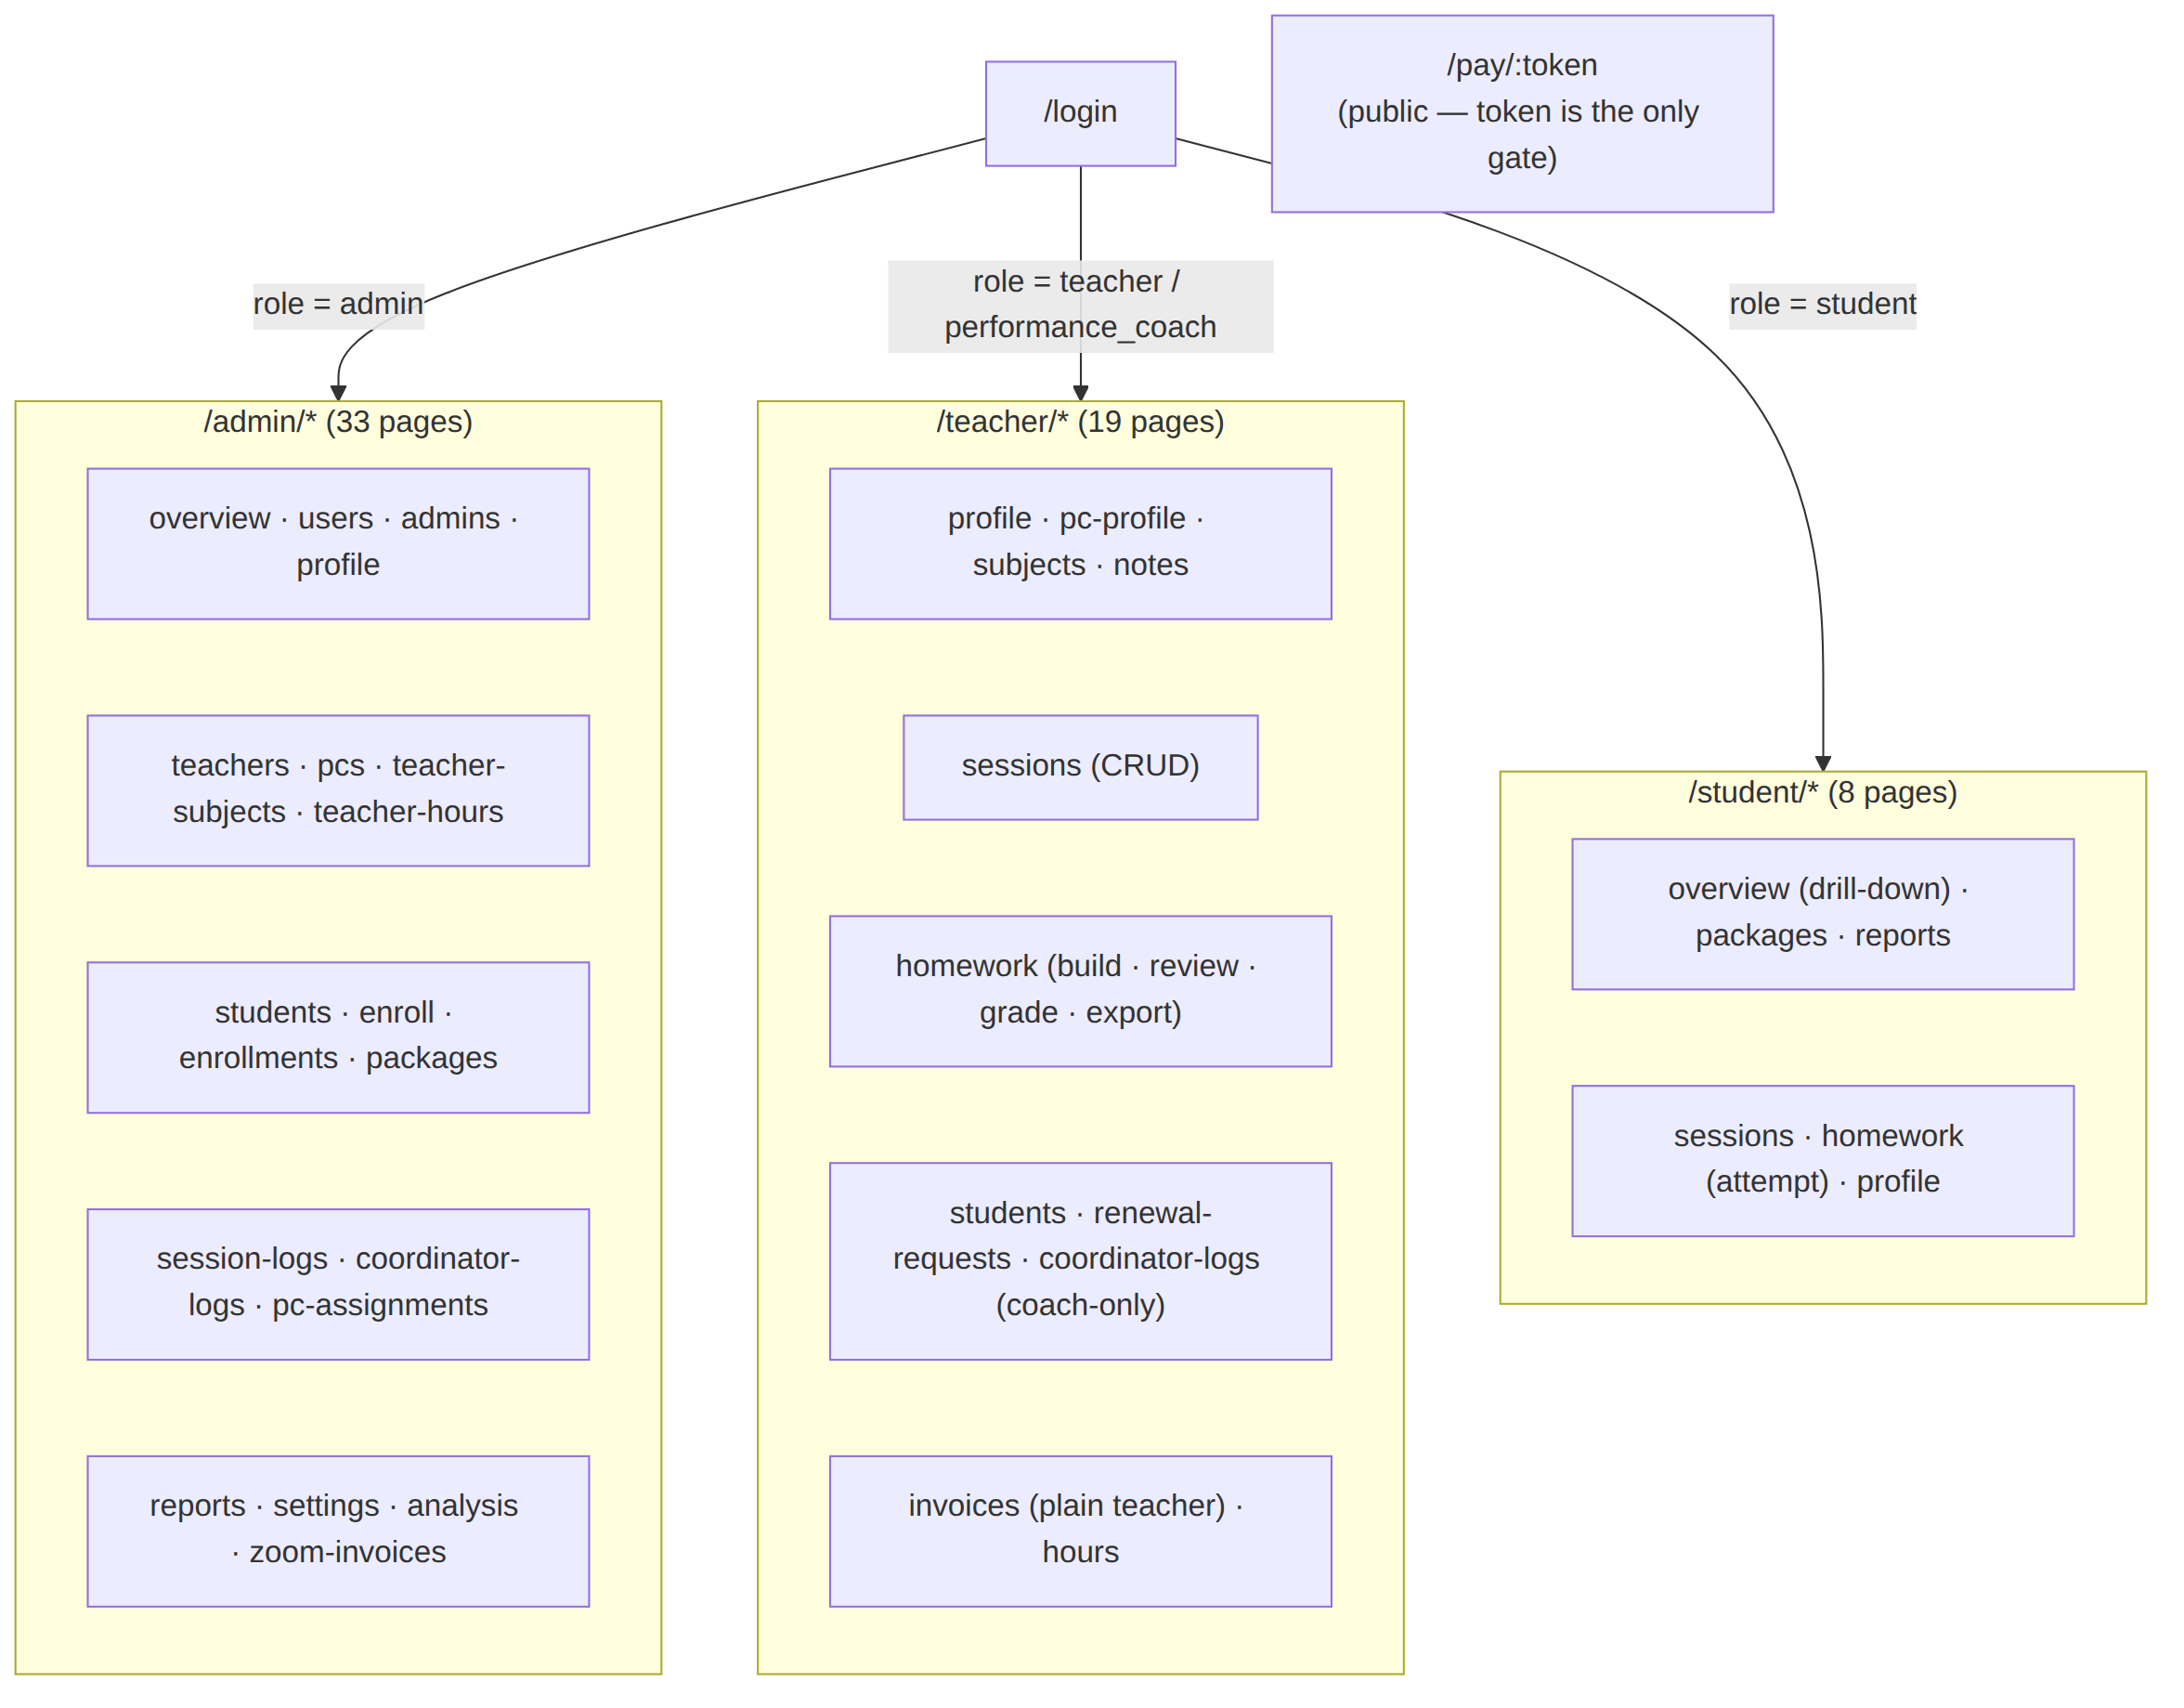 /login
/pay/:token
(public — token is the only
gate)
role = admin
role = teacher /
performance_coach
role = student
/admin/* (33 pages)
overview · users · admins ·
profile
teachers · pcs · teacher-
subjects · teacher-hours
students · enroll ·
enrollments · packages
session-logs · coordinator-
logs · pc-assignments
reports · settings · analysis
· zoom-invoices
/teacher/* (19 pages)
profile · pc-profile ·
subjects · notes
sessions (CRUD)
homework (build · review ·
grade · export)
students · renewal-
requests · coordinator-logs
(coach-only)
invoices (plain teacher) ·
hours
/student/* (8 pages)
overview (drill-down) ·
packages · reports
sessions · homework
(attempt) · profile